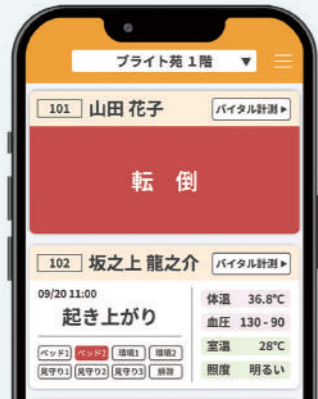 ブライト苑 1階 ▼
101 山田 花子 バイタル計測▶
転 倒
102 坂之上 龍之介 バイタル計測▶
09/20 11:00
起き上がり
ベッド1 ベッド2 環境1 環境2
見守り1 見守り2 見守り3 排泄
体温 36.8℃
血圧 130 - 90
室温 28℃
照度 明るい